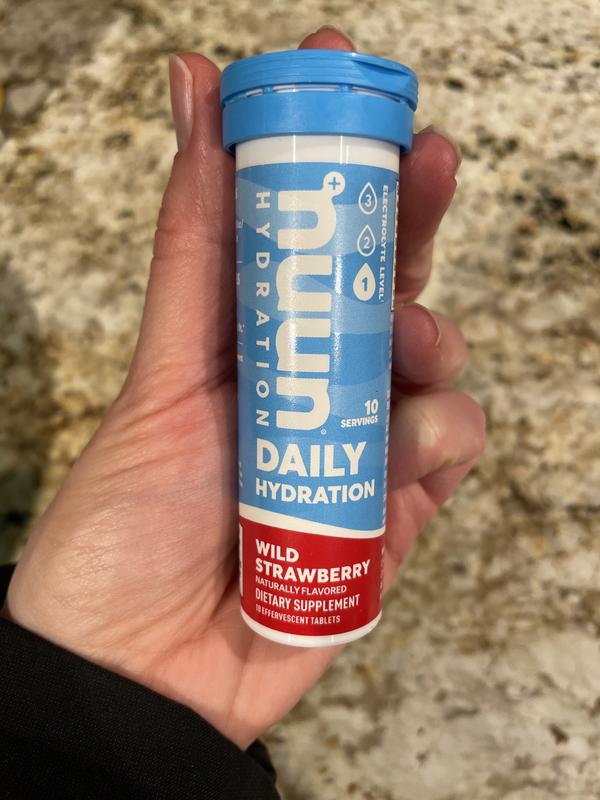 nuun
HYDRATION
ELECTROLYTE LEVEL
3
2
1
10
SERVINGS
DAILY
HYDRATION
WILD
STRAWBERRY
NATURALLY FLAVORED
DIETARY SUPPLEMENT
10 EFFERVESCENT TABLETS